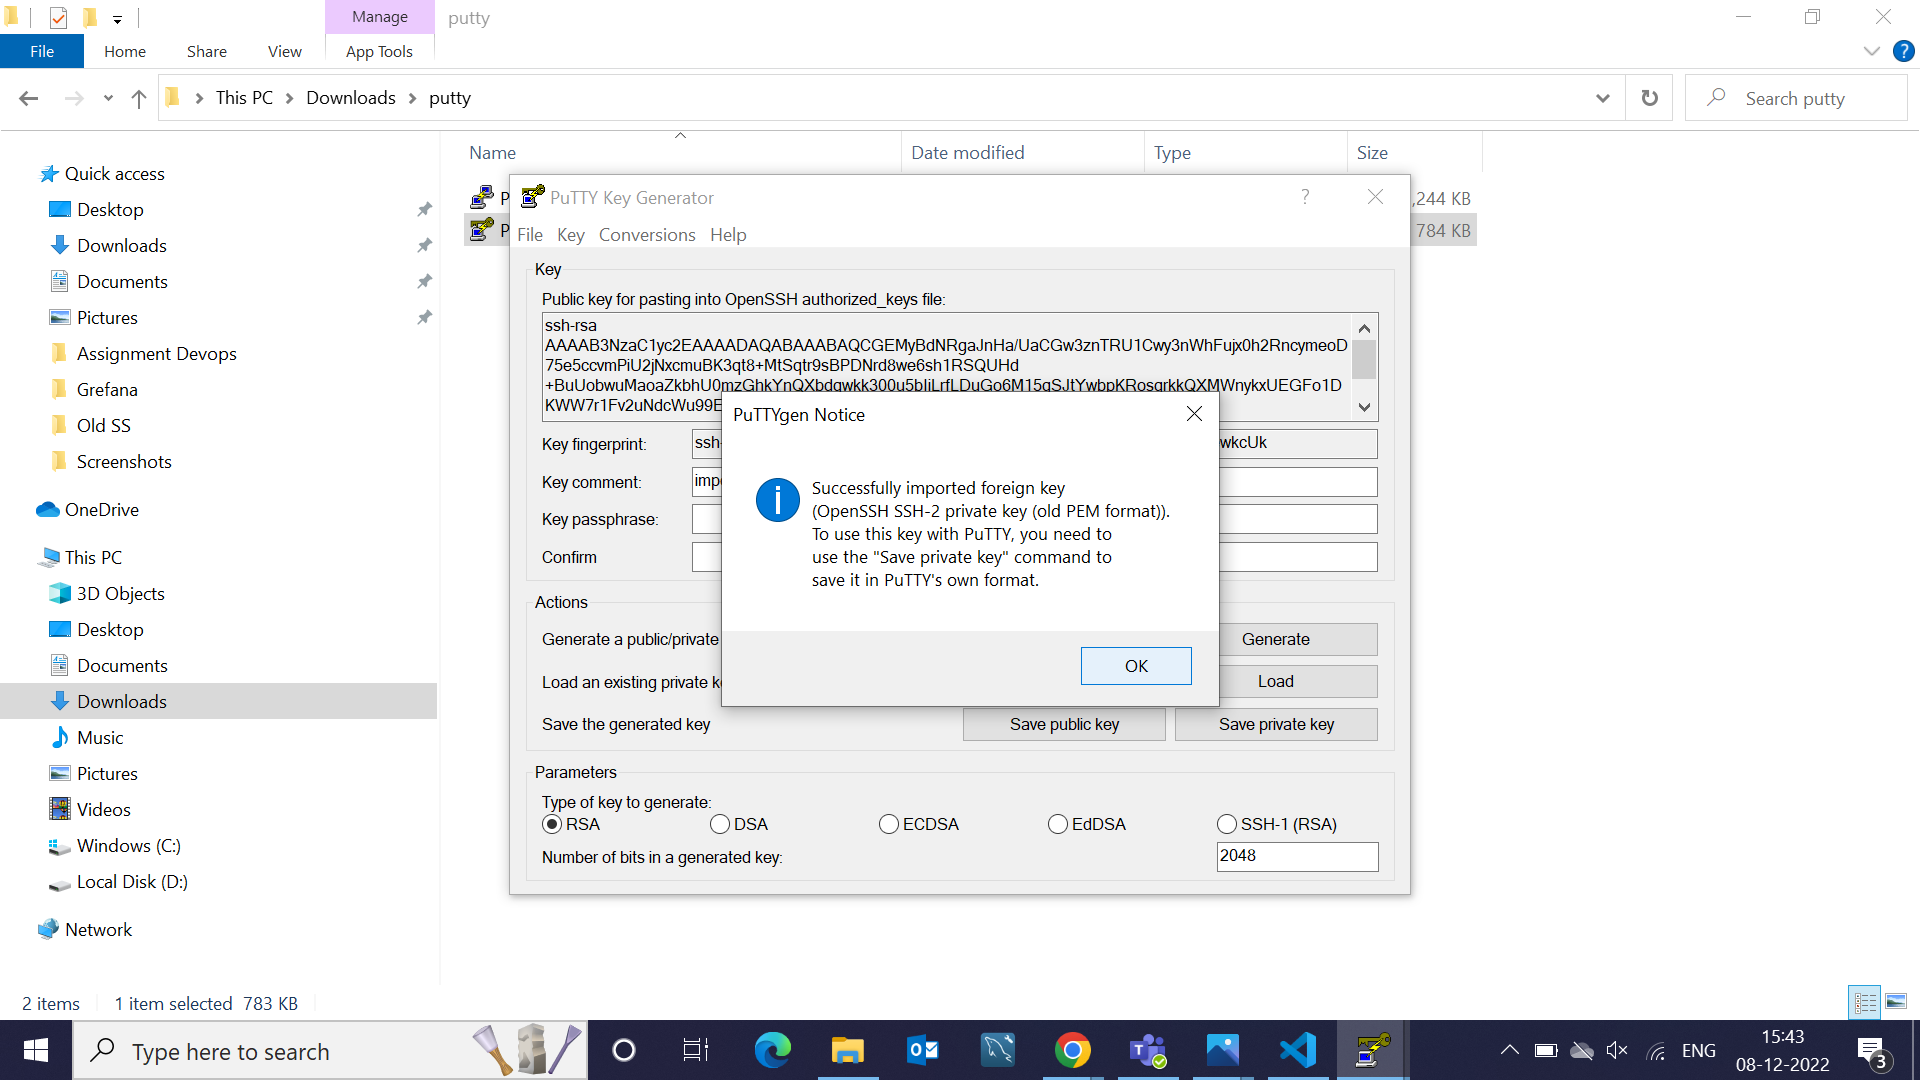 Manage
putty
File
Home
Share
View
App Tools
?
This PC
Downloads
putty
Search putty
Name
Date modified
Type
Size
Quick access
Desktop
Downloads
Documents
Pictures
Assignment Devops
Grefana
Old SS
Screenshots
OneDrive
This PC
3D Objects
Desktop
Documents
Downloads
Music
Pictures
Videos
Windows (C:)
Local Disk (D:)
Network
P
,244 KB
P
784 KB
PuTTY Key Generator
?
File Key Conversions Help
Key
Public key for pasting into OpenSSH authorized_keys file:
ssh-rsa
AAAAB3NzaC1yc2EAAAADAQABAAABAQCGEMyBdNRgaJnHa/UaCGw3znTRU1Cwy3nWhFujx0h2RncymeoD
75e5ccvmPiU2jNxcmuBK3qt8+MtSqtr9sBPDNrd8we6sh1RSQUHd
KWW7r1Fv2uNdcWu99E
Key fingerprint:
ssh-
wkcUk
Key comment:
impo
Key passphrase:
Confirm
Actions
Generate a public/private
Generate
Load an existing private k
Load
Save the generated key
Save public key
Save private key
Parameters
Type of key to generate:
RSA
DSA
ECDSA
EdDSA
SSH-1 (RSA)
Number of bits in a generated key:
2048
PuTTYgen Notice
Successfully imported foreign key
(OpenSSH SSH-2 private key (old PEM format)).
To use this key with PuTTY, you need to
use the "Save private key" command to
save it in PuTTY's own format.
OK
2 items
1 item selected 783 KB
Type here to search
ENG
15:43
08-12-2022
3